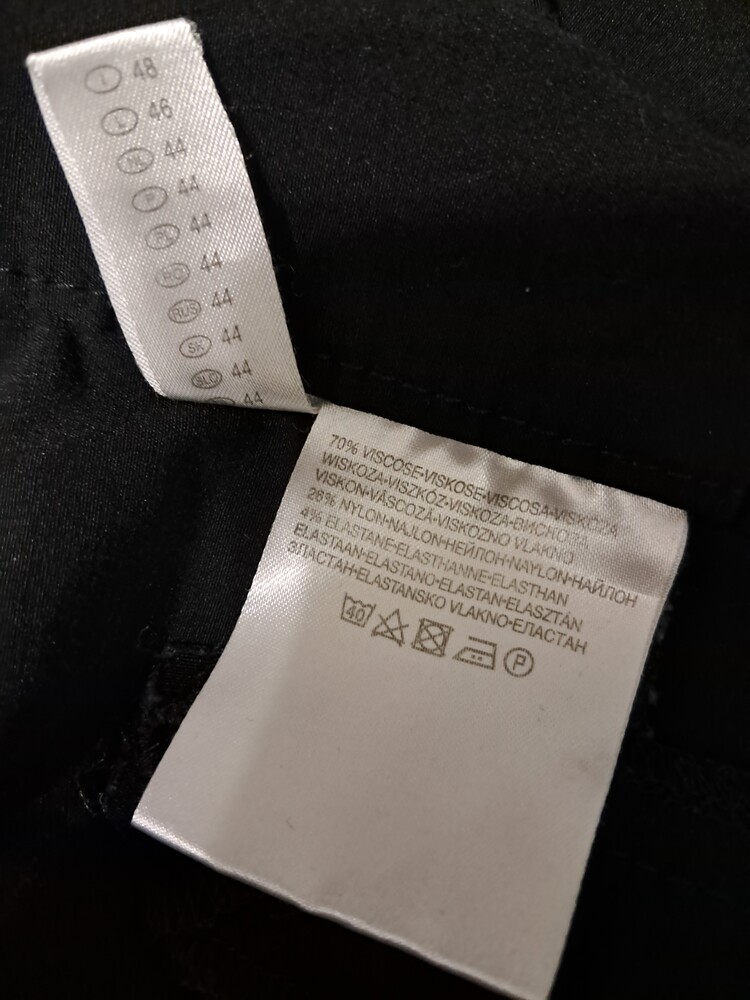 I 48
46
NL 44
P 44
44
44
RUS 44
SK 44
SLO 44
44
70% VISCOSE•VISKOSE•VISCOSA•VISKOZA
WISKOZA•VISZKÓZ•VISKOZA•ВИСКОЗА
VISKON•VÂSCOZĂ•VISKOZNO VLAKNO
26% NYLON•NAJLON•НЕЙЛОН•NAYLON•НАЙЛОН
4% ELASTANE•ELASTHANNE•ELASTHAN
ELASTAAN•ELASTANO•ELASTAN•ELASZTÁN
ЭЛАСТАН•ELASTANSKO VLAKNO•ЕЛАСТАН
40 P